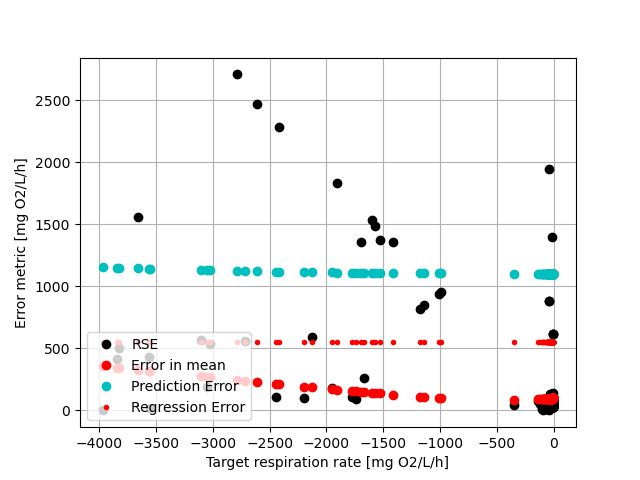 2500
2000
1500
1000
500
0
Error metric [mg O2/L/h]
RSE
Error in mean
Prediction Error
Regression Error
−4000 −3500 −3000 −2500 −2000 −1500 −1000 −500 0
Target respiration rate [mg O2/L/h]